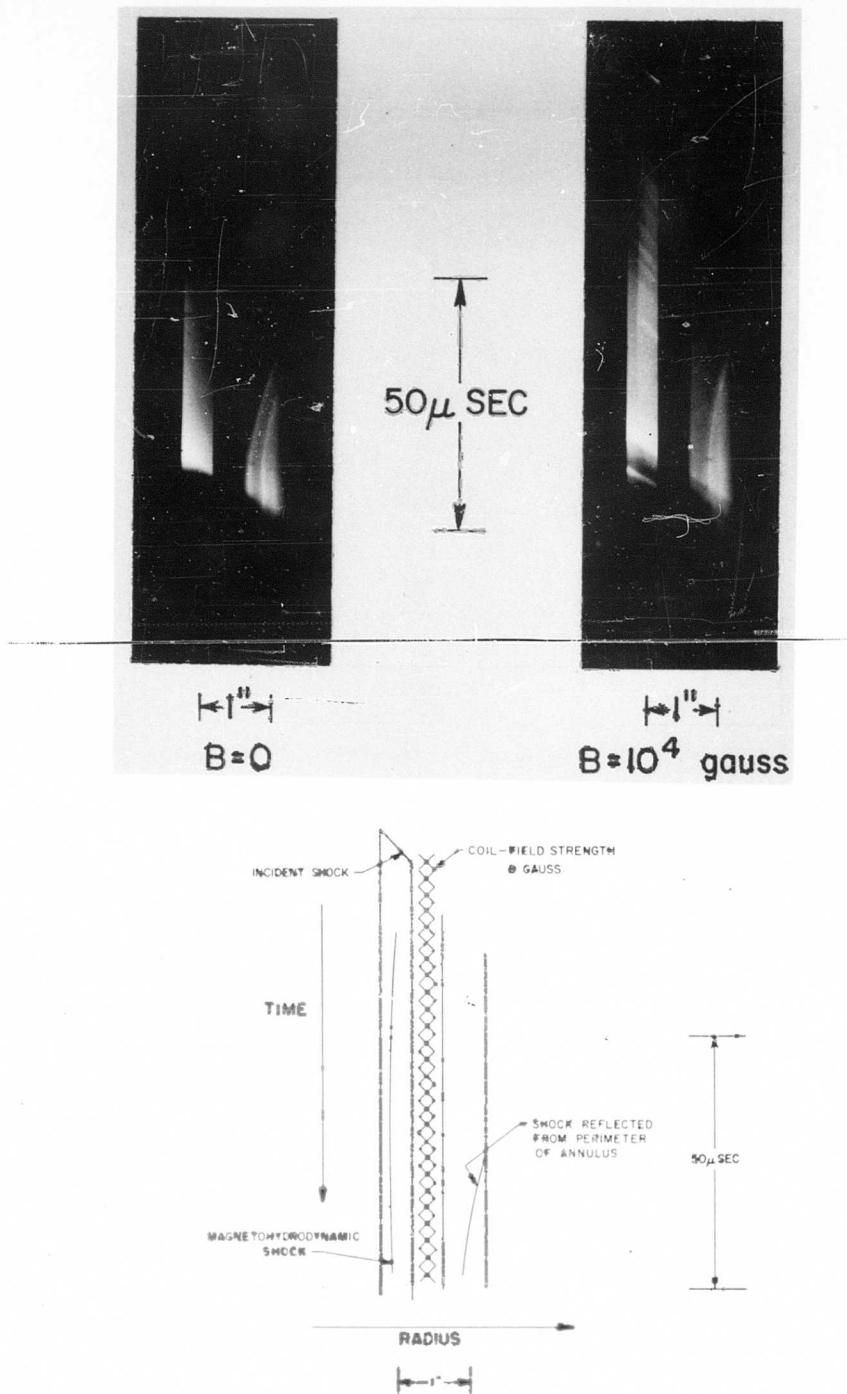 50μ SEC
1" 1"
B=0 B=10⁴ gauss
INCIDENT SHOCK
COIL-FIELD STRENGTH
B GAUSS
TIME
SHOCK REFLECTED
FROM PERIMETER
OF ANNULUS
50μ SEC
MAGNETOHYDRODYNAMIC
SHOCK
RADIUS
1"